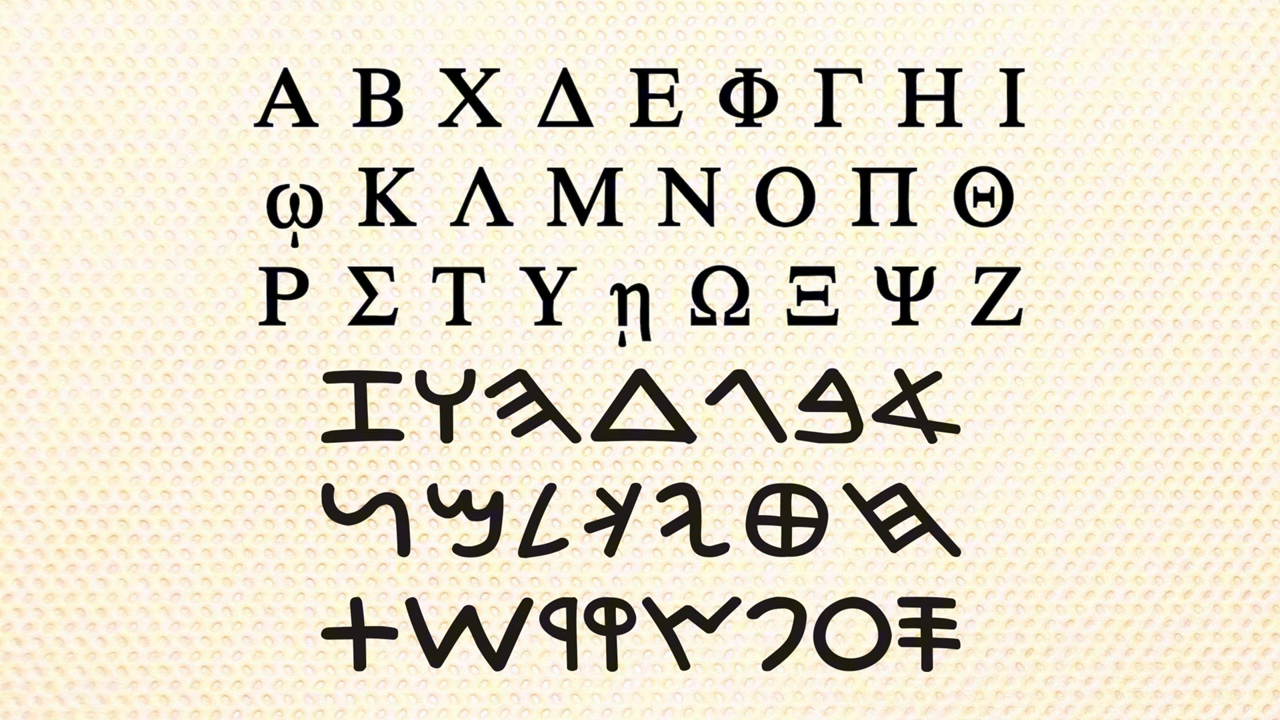 Α Β Χ Δ Ε Φ Γ Η Ι
ῳ Κ Λ Μ Ν Ο Π Θ
Ρ Σ Τ Υ ῃ Ω Ξ Ψ Ζ
𐤀𐤁𐤂𐤃𐤄𐤅𐤆
𐤇𐤈𐤉𐤊𐤋𐤌𐤍
𐤎𐤏𐤐𐤑𐤒𐤓𐤔𐤕